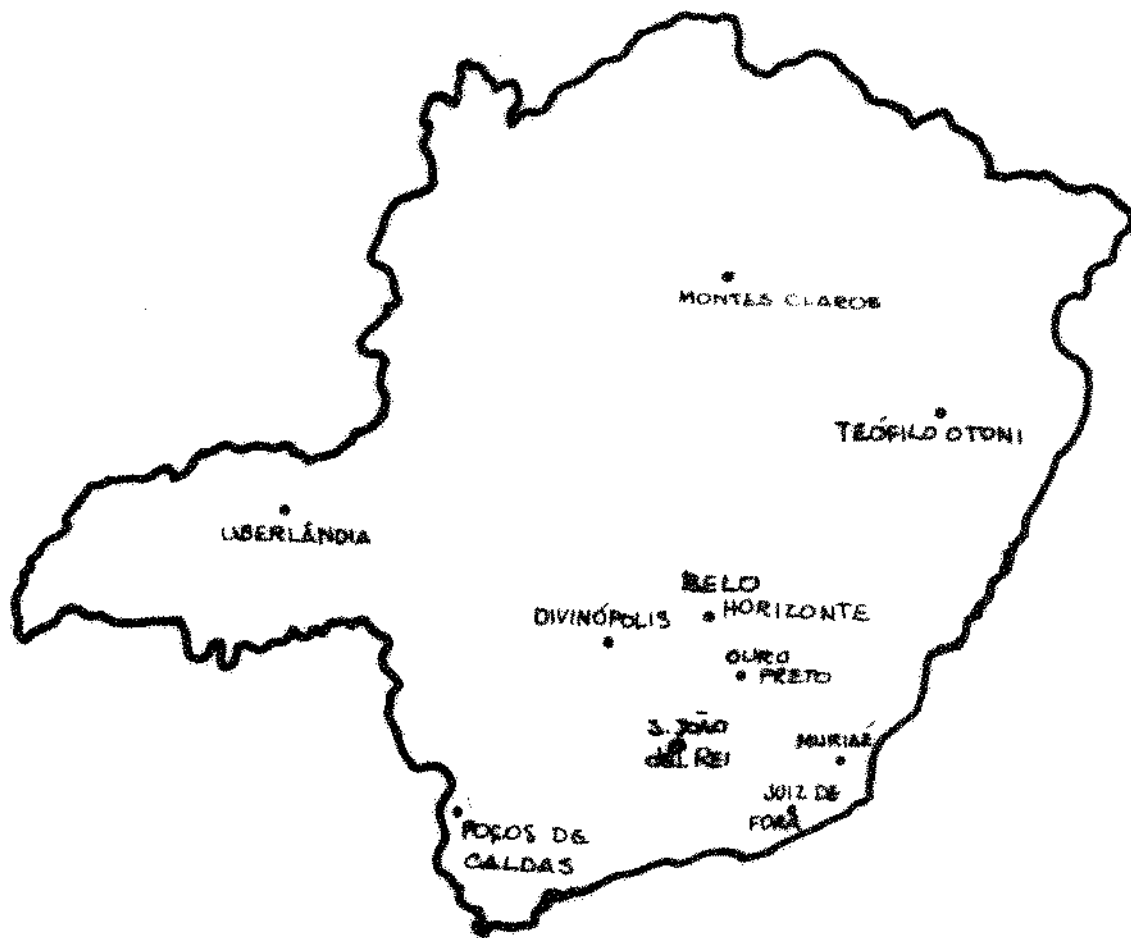 MONTES CLAROS
TEÓFILO OTONI
UBERLÂNDIA
BELO
HORIZONTE
DIVINÓPOLIS
OURO
PRETO
S. JOÃO
del REI
MURIAÉ
JUIZ DE
FORA
POÇOS DE
CALDAS